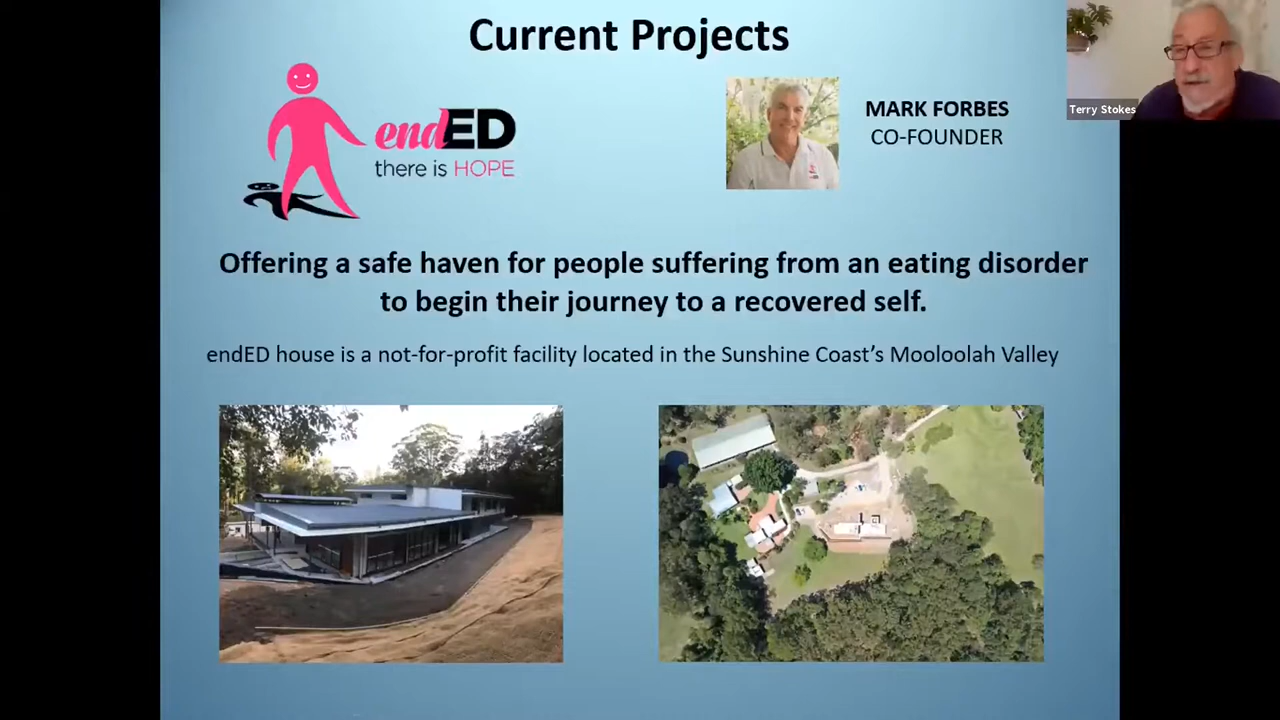 Current Projects
endED
there is HOPE
MARK FORBES
CO-FOUNDER
Terry Stokes
Offering a safe haven for people suffering from an eating disorder
to begin their journey to a recovered self.
endED house is a not-for-profit facility located in the Sunshine Coast's Mooloolah Valley